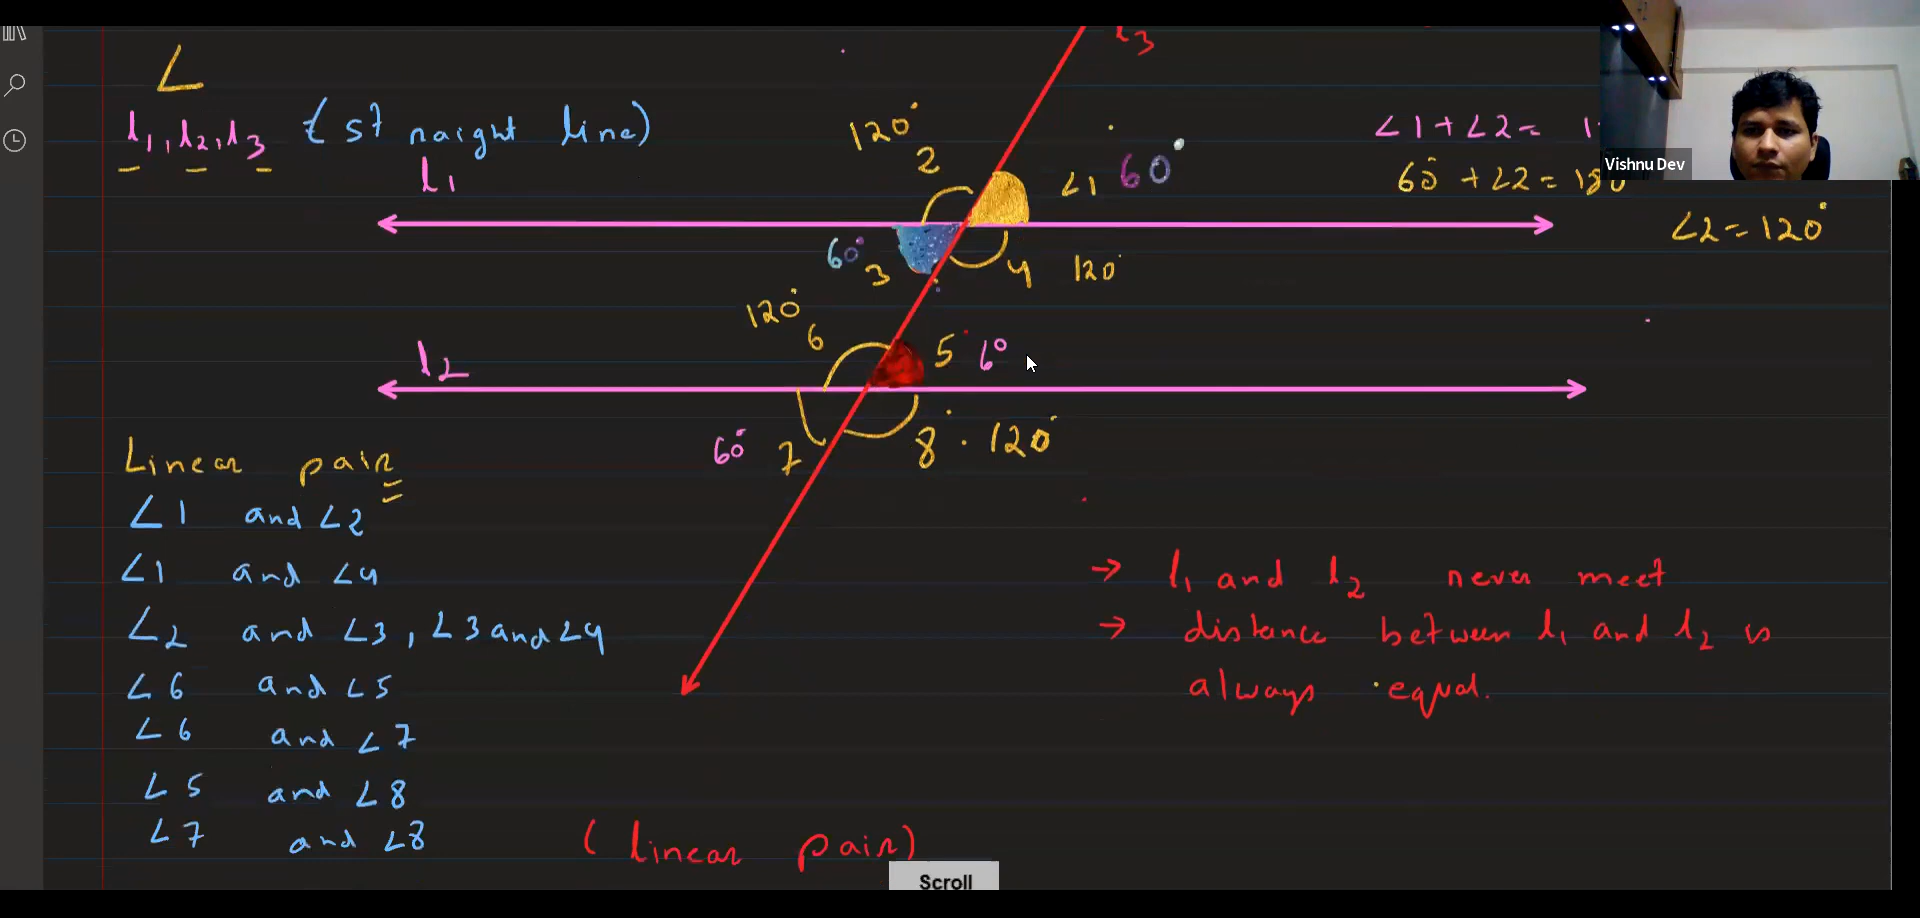 ∠
l₃
l₁, l₂, l₃ (straight line)
120°
2
∠1 60°
∠1 + ∠2 = 1
60° + ∠2 = 180°
∠2 = 120°
Vishnu Dev
l₁
60° 3
4 120°
120°
6
5 6°
l₂
60° 7
8 . 120°
Linear pair
∠1 and ∠2
∠1 and ∠4
∠2 and ∠3, ∠3 and ∠4
∠6 and ∠5
∠6 and ∠7
∠5 and ∠8
∠7 and ∠8
→ l₁ and l₂ never meet
→ distance between l₁ and l₂ is
always equal.
(linear pair)
Scroll